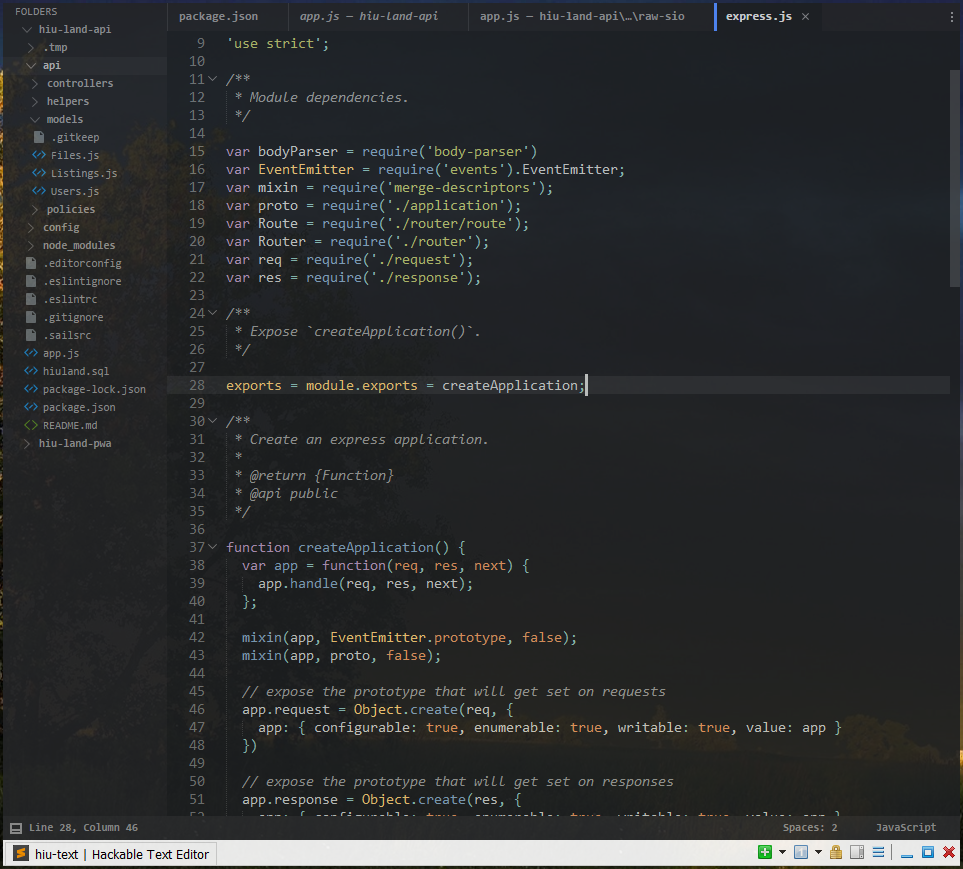 FOLDERS
hiu-land-api
.tmp
api
controllers
helpers
models
.gitkeep
Files.js
Listings.js
Users.js
policies
config
node_modules
.editorconfig
.eslintignore
.eslintrc
.gitignore
.sailsrc
app.js
hiuland.sql
package-lock.json
package.json
README.md
hiu-land-pwa
package.json
app.js — hiu-land-api
app.js — hiu-land-api\…\raw-sio
express.js ×
9 'use strict';
10
11 /**
12  * Module dependencies.
13  */
14
15 var bodyParser = require('body-parser')
16 var EventEmitter = require('events').EventEmitter;
17 var mixin = require('merge-descriptors');
18 var proto = require('./application');
19 var Route = require('./router/route');
20 var Router = require('./router');
21 var req = require('./request');
22 var res = require('./response');
23
24 /**
25  * Expose `createApplication()`.
26  */
27
28 exports = module.exports = createApplication;
29
30 /**
31  * Create an express application.
32  *
33  * @return {Function}
34  * @api public
35  */
36
37 function createApplication() {
38   var app = function(req, res, next) {
39     app.handle(req, res, next);
40   };
41
42   mixin(app, EventEmitter.prototype, false);
43   mixin(app, proto, false);
44
45   // expose the prototype that will get set on requests
46   app.request = Object.create(req, {
47     app: { configurable: true, enumerable: true, writable: true, value: app }
48   })
49
50   // expose the prototype that will get set on responses
51   app.response = Object.create(res, {
52     app: { configurable: true, enumerable: true, writable: true, value: app }
Line 28, Column 46
Spaces: 2
JavaScript
hiu-text | Hackable Text Editor